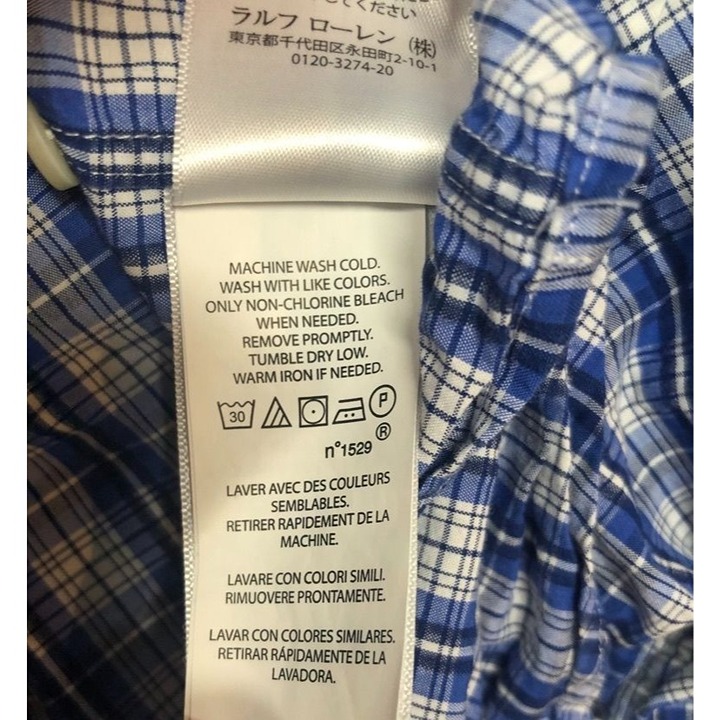 てください
ラルフ ローレン (株)
東京都千代田区永田町2-10-1
0120-3274-20
MACHINE WASH COLD.
WASH WITH LIKE COLORS.
ONLY NON-CHLORINE BLEACH
WHEN NEEDED.
REMOVE PROMPTLY.
TUMBLE DRY LOW.
WARM IRON IF NEEDED.
30 P
n°1529 ®
LAVER AVEC DES COULEURS
SEMBLABLES.
RETIRER RAPIDEMENT DE LA
MACHINE.
LAVARE CON COLORI SIMILI.
RIMUOVERE PRONTAMENTE.
LAVAR CON COLORES SIMILARES.
RETIRAR RÁPIDAMENTE DE LA
LAVADORA.